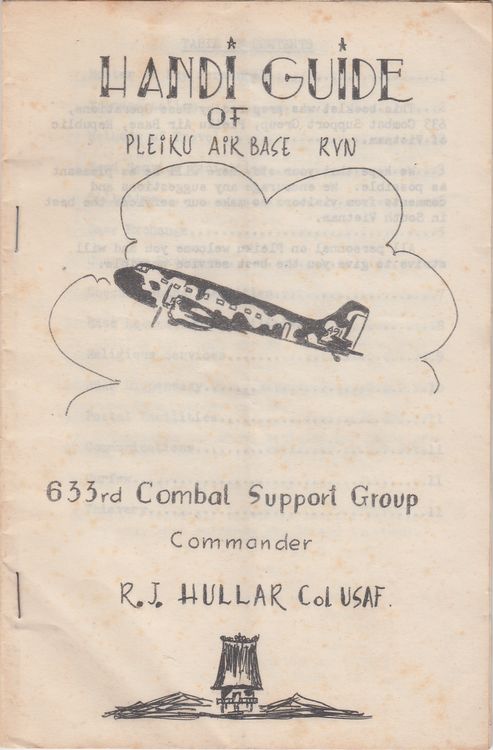 HANDi GUiDE
OF
PLEiKU AiR BASE RVN
633rd Combat Support Group
Commander
R.J. HULLAR Col USAF.